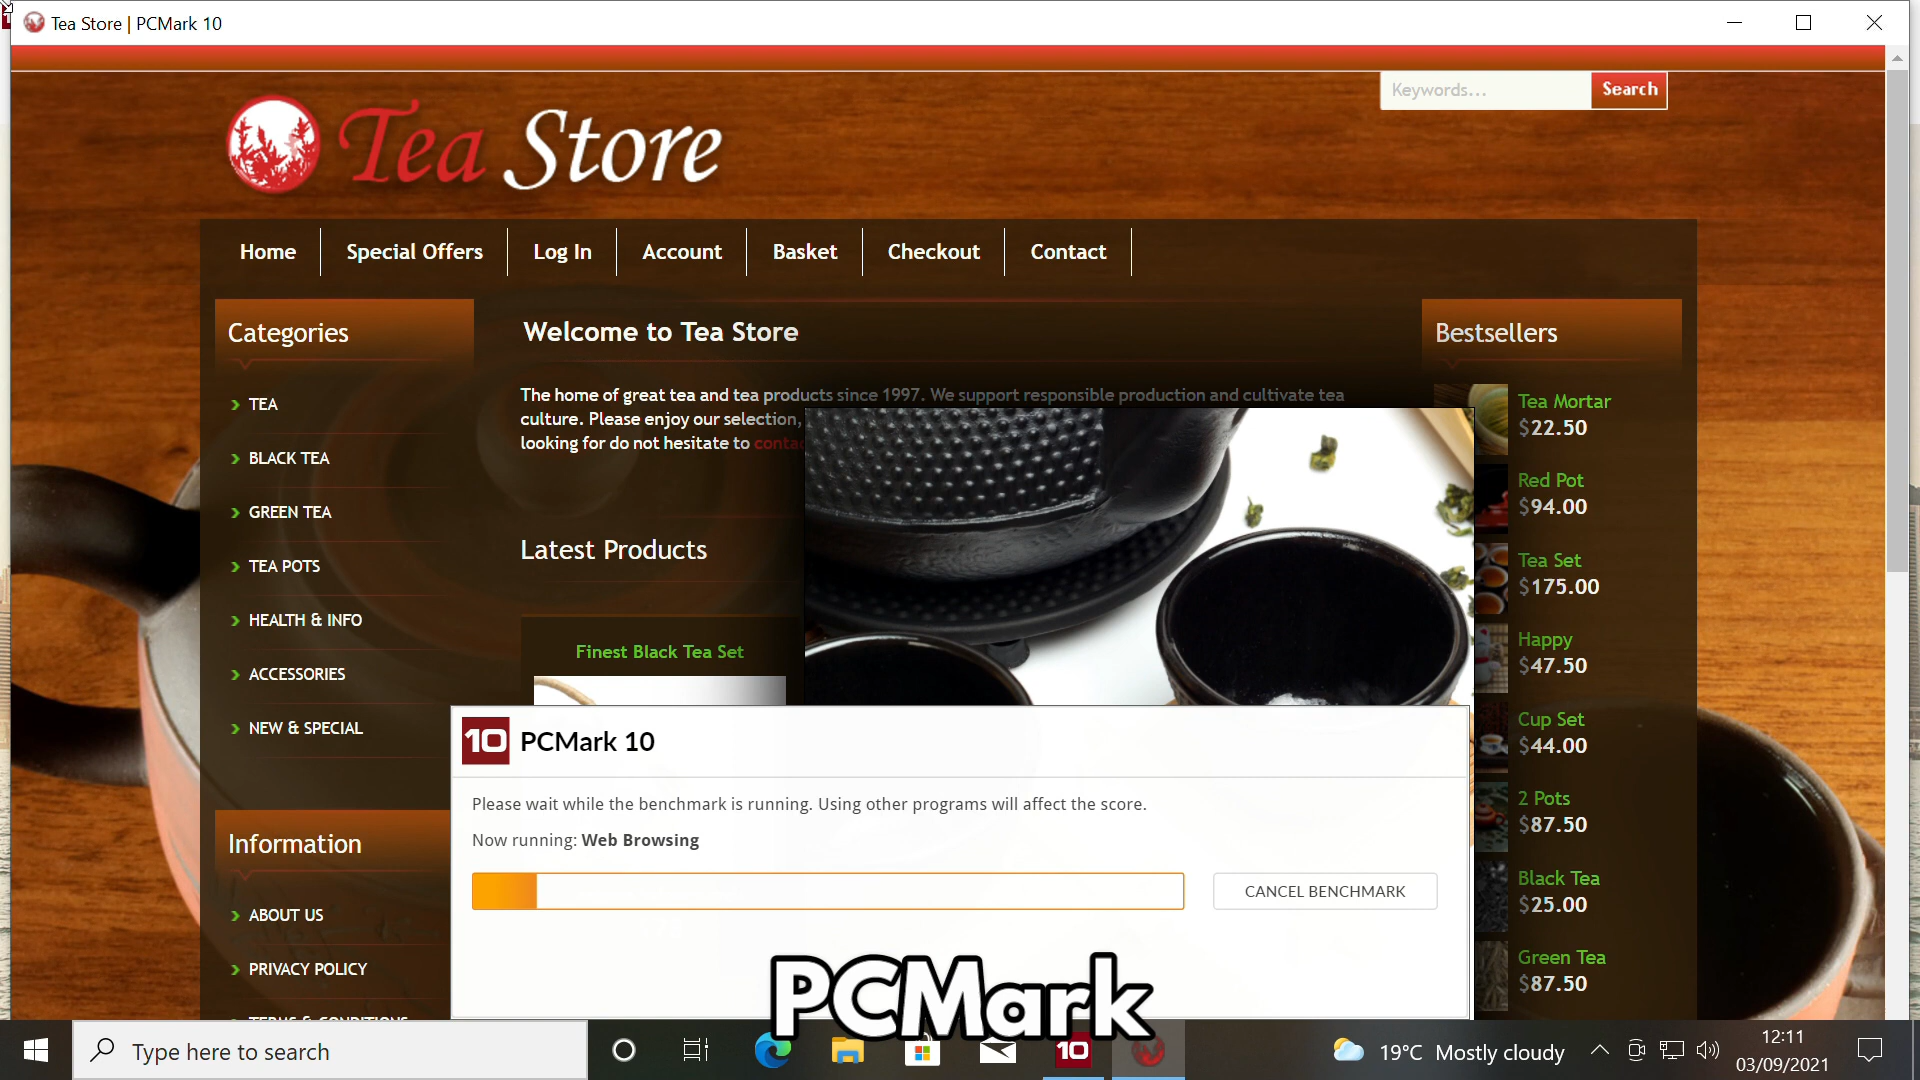 Tea Store | PCMark 10
Keywords...
Search
Tea Store
Home
Special Offers
Log In
Account
Basket
Checkout
Contact
Categories
TEA
BLACK TEA
GREEN TEA
TEA POTS
HEALTH & INFO
ACCESSORIES
NEW & SPECIAL
Information
ABOUT US
PRIVACY POLICY
TERMS & CONDITIONS
Welcome to Tea Store
The home of great tea and tea products since 1997. We support responsible production and cultivate tea
culture. Please enjoy our selection,
looking for do not hesitate to
Latest Products
Finest Black Tea Set
Bestsellers
Tea Mortar
$22.50
Red Pot
$94.00
Tea Set
$175.00
Happy
$47.50
Cup Set
$44.00
2 Pots
$87.50
Black Tea
$25.00
Green Tea
$87.50
10 PCMark 10
Please wait while the benchmark is running. Using other programs will affect the score.
Now running: Web Browsing
CANCEL BENCHMARK
PCMark
Type here to search
10
19°C Mostly cloudy
12:11
03/09/2021